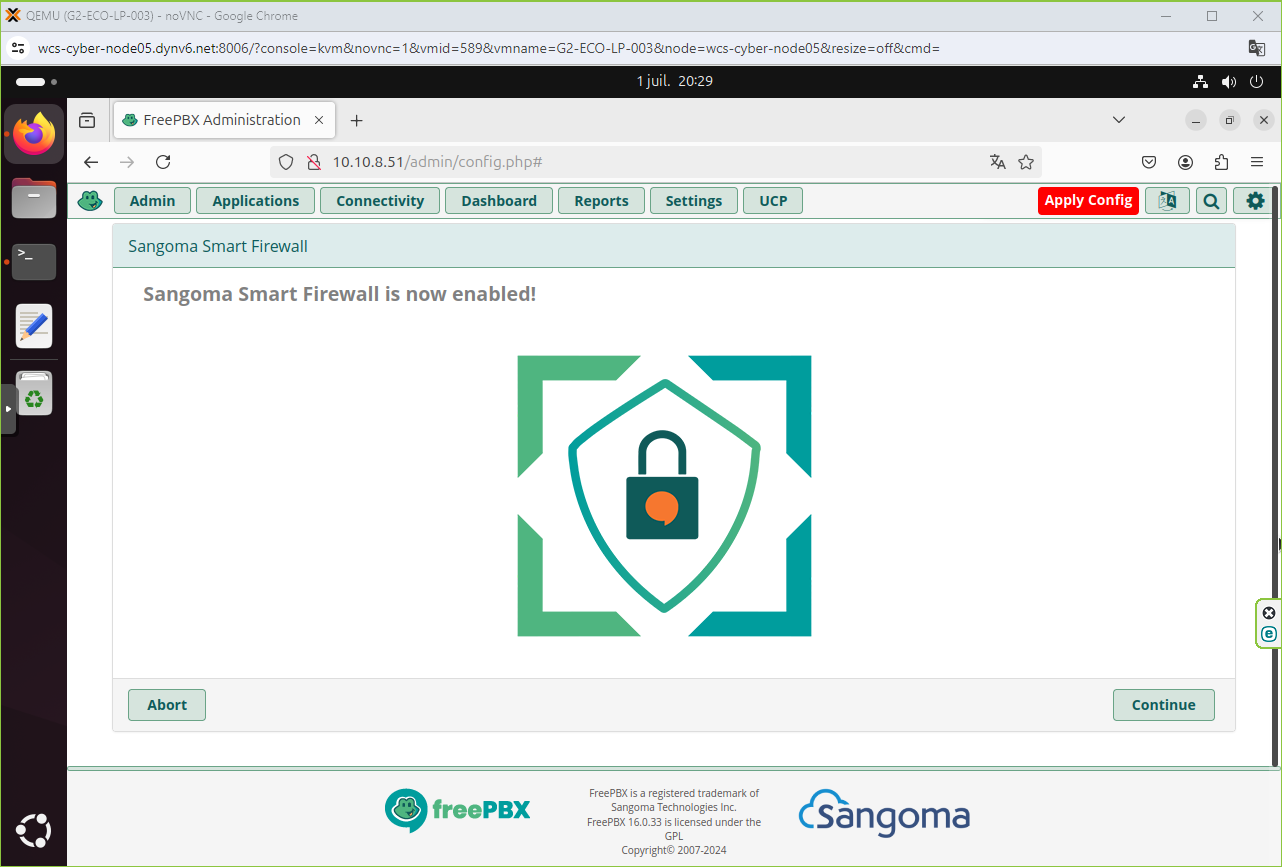 QEMU (G2-ECO-LP-003) - noVNC - Google Chrome
wcs-cyber-node05.dynv6.net:8006/?console=kvm&novnc=1&vmid=589&vmname=G2-ECO-LP-003&node=wcs-cyber-node05&resize=off&cmd=
1 juil. 20:29
FreePBX Administration
10.10.8.51/admin/config.php#
Admin Applications Connectivity Dashboard Reports Settings UCP Apply Config
Sangoma Smart Firewall
Sangoma Smart Firewall is now enabled!
Abort Continue
freePBX
FreePBX is a registered trademark of
Sangoma Technologies Inc.
FreePBX 16.0.33 is licensed under the
GPL
Copyright© 2007-2024
Sangoma